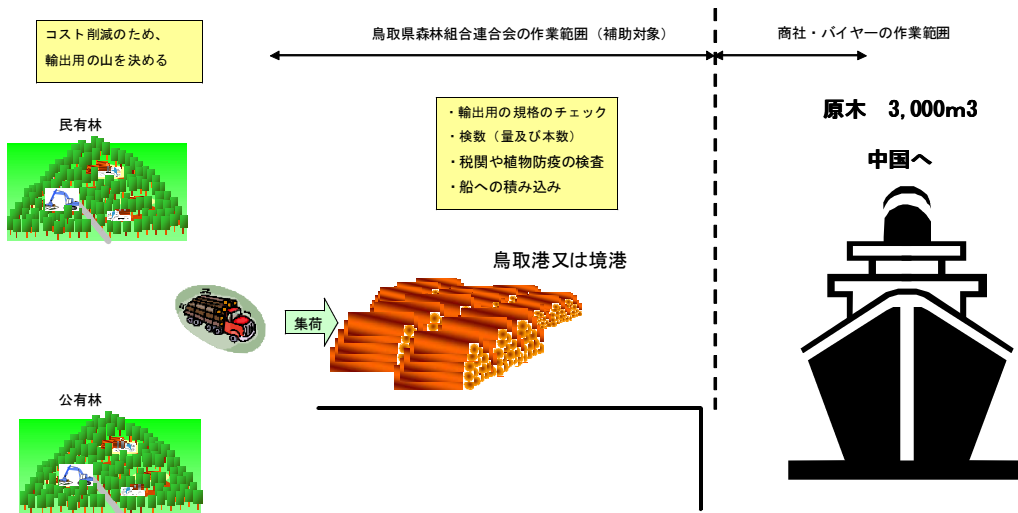 コスト削減のため、
輸出用の山を決める
鳥取県森林組合連合会の作業範囲（補助対象）
商社・バイヤーの作業範囲
民有林
・輸出用の規格のチェック
・検数（量及び本数）
・税関や植物防疫の検査
・船への積み込み
原木　3,000m3
中国へ
鳥取港又は境港
集荷
公有林